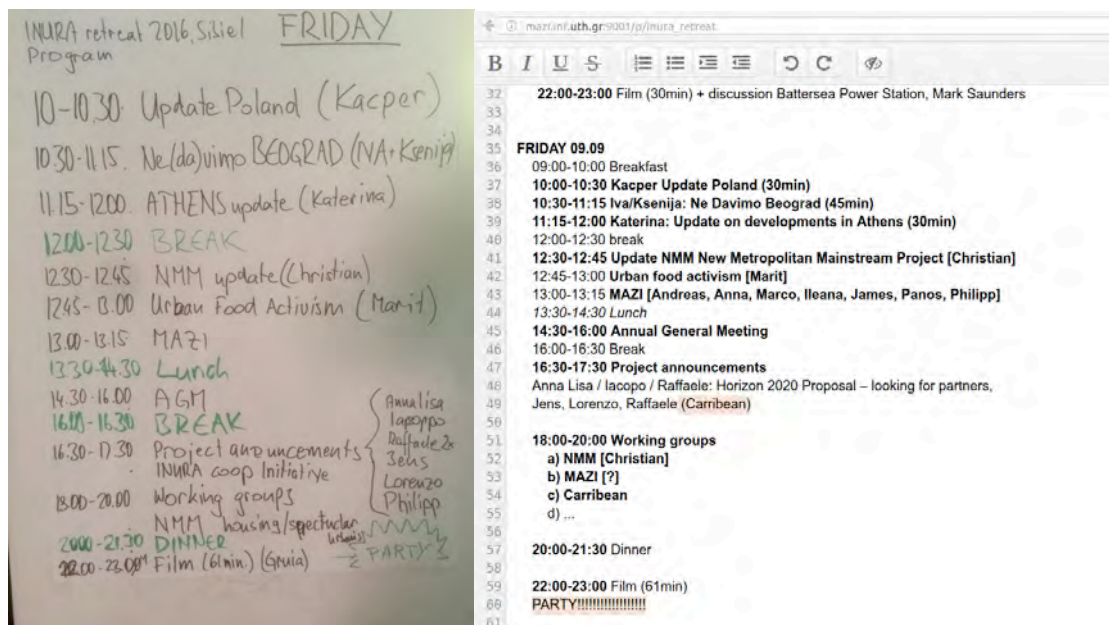 INURA retreat 2016, Sibiel FRIDAY
Program
10-10.30. Update Poland (Kacper)
10.30-11.15. Ne(da)vimo BEOGRAD (IVA+Ksenija)
11.15-12.00. ATHENS update (Katerina)
12.00-12.30 BREAK
12.30-12.45 NMM update (Christian)
12.45-13.00 Urban Food Activism (Marit)
13.00-13.15 MAZI
13.30-14.30 Lunch
14.30-16.00 AGM
16.00-16.30 BREAK
16.30-17.30 Project announcements
INURA coop Initiative
Annalisa
Iapoppo
Raffaele 2x
Jens
Lorenzo
Philipp
18.00-20.00 Working groups
NMM housing/spectacular
20.00-21.30 DINNER
PARTY
22.00-23.00 Film (61min.) (Gruia)
mazi.inf.uth.gr:9001/p/inura_retreat
B I U S
32 22:00-23:00 Film (30min) + discussion Battersea Power Station, Mark Saunders
33
34
35 FRIDAY 09.09
36 09:00-10:00 Breakfast
37 10:00-10:30 Kacper Update Poland (30min)
38 10:30-11:15 Iva/Ksenija: Ne Davimo Beograd (45min)
39 11:15-12:00 Katerina: Update on developments in Athens (30min)
40 12:00-12:30 break
41 12:30-12:45 Update NMM New Metropolitan Mainstream Project [Christian]
42 12:45-13:00 Urban food activism [Marit]
43 13:00-13:15 MAZI [Andreas, Anna, Marco, Ileana, James, Panos, Philipp]
44 13:30-14:30 Lunch
45 14:30-16:00 Annual General Meeting
46 16:00-16:30 Break
47 16:30-17:30 Project announcements
48 Anna Lisa / Iacopo / Raffaele: Horizon 2020 Proposal – looking for partners,
49 Jens, Lorenzo, Raffaele (Carribean)
50
51 18:00-20:00 Working groups
52 a) NMM [Christian]
53 b) MAZI [?]
54 c) Carribean
55 d) ...
56
57 20:00-21:30 Dinner
58
59 22:00-23:00 Film (61min)
60 PARTY!!!!!!!!!!!!!!!!!!!
61